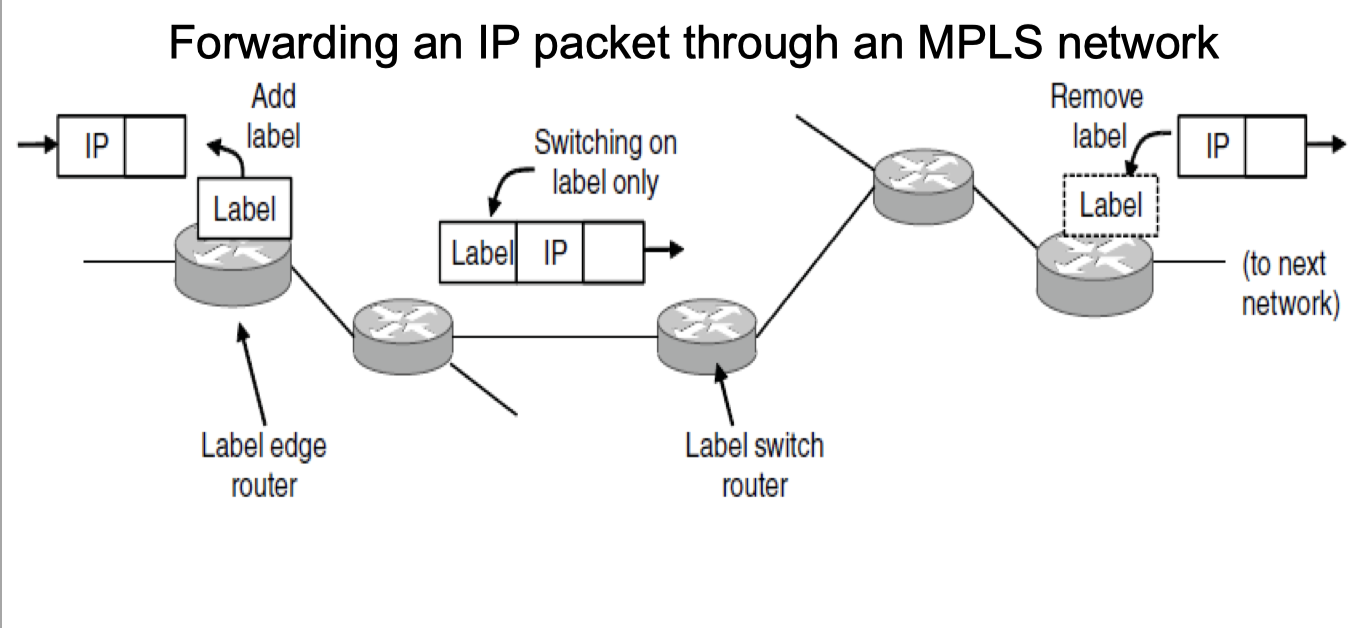 Forwarding an IP packet through an MPLS network
Add
label
IP
Label
Switching on
label only
Label IP
Remove
label
IP
Label
(to next
network)
Label edge
router
Label switch
router